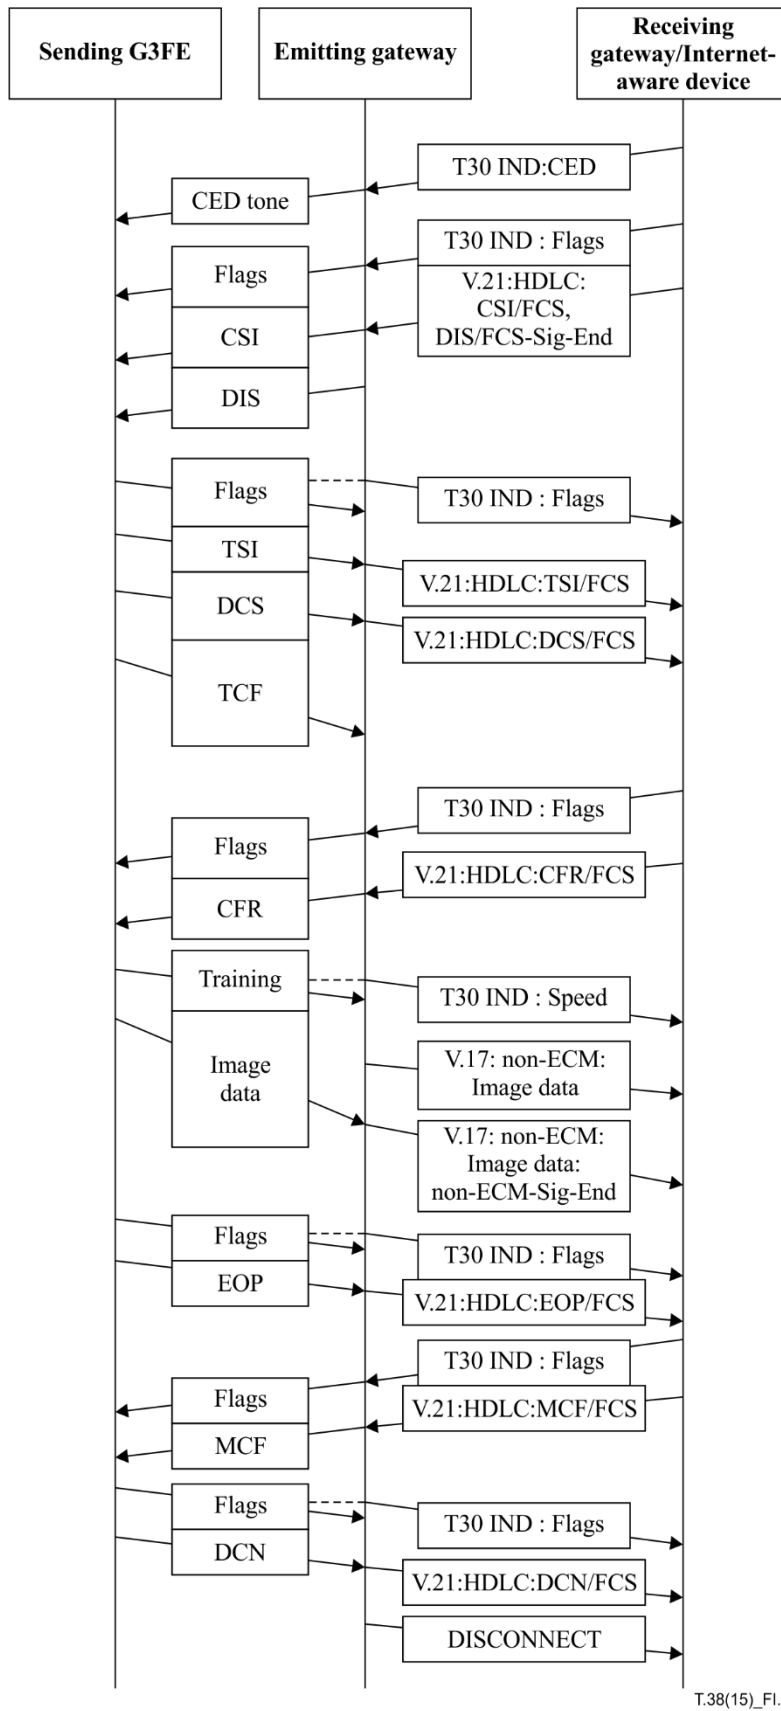 Sending G3FE
Emitting gateway
Receiving
gateway/Internet-
aware device
T30 IND:CED
CED tone
T30 IND : Flags
Flags
V.21:HDLC:
CSI/FCS,
DIS/FCS-Sig-End
CSI
DIS
Flags
T30 IND : Flags
TSI
V.21:HDLC:TSI/FCS
DCS
V.21:HDLC:DCS/FCS
TCF
T30 IND : Flags
Flags
V.21:HDLC:CFR/FCS
CFR
Training
T30 IND : Speed
Image
data
V.17: non-ECM:
Image data
V.17: non-ECM:
Image data:
non-ECM-Sig-End
Flags
T30 IND : Flags
EOP
V.21:HDLC:EOP/FCS
T30 IND : Flags
Flags
V.21:HDLC:MCF/FCS
MCF
Flags
T30 IND : Flags
DCN
V.21:HDLC:DCN/FCS
DISCONNECT
T.38(15)_FI.